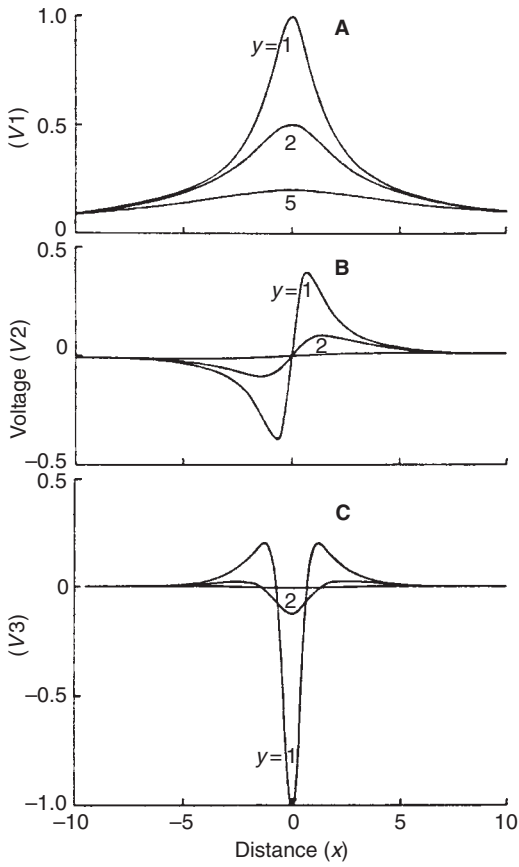 1.0
A
y=1
0.5
2
(V1)
5
0
0.5
B
y=1
2
0
Voltage (V2)
–0.5
0.5
C
0
2
(V3)
–0.5
y=1
–1.0
–10
–5
0
5
10
Distance (x)